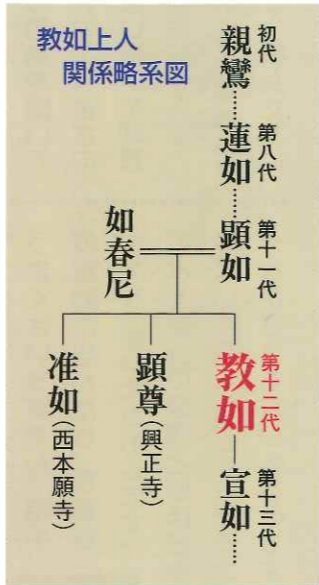 教如上人
関係略系図
初代
親鸞……
第八代
蓮如……
第十一代
顕如
如春尼
第十二代
教如
第十三代
宣如……
顕尊（興正寺）
准如（西本願寺）